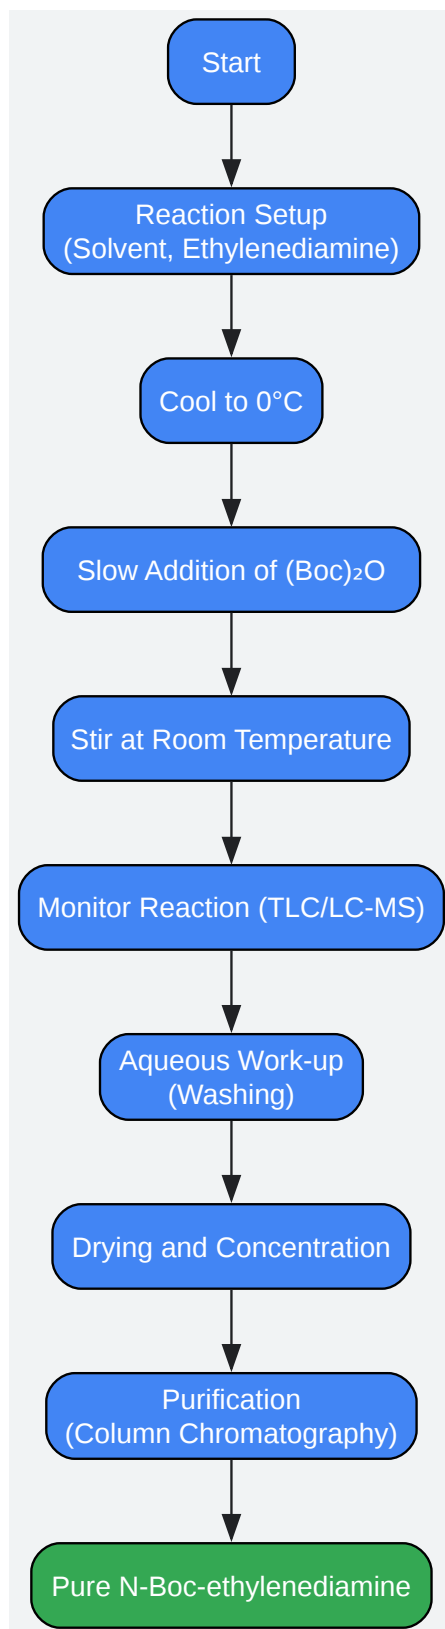 Start
Reaction Setup
(Solvent, Ethylenediamine)
Cool to 0°C
Slow Addition of (Boc)₂O
Stir at Room Temperature
Monitor Reaction (TLC/LC-MS)
Aqueous Work-up
(Washing)
Drying and Concentration
Purification
(Column Chromatography)
Pure N-Boc-ethylenediamine